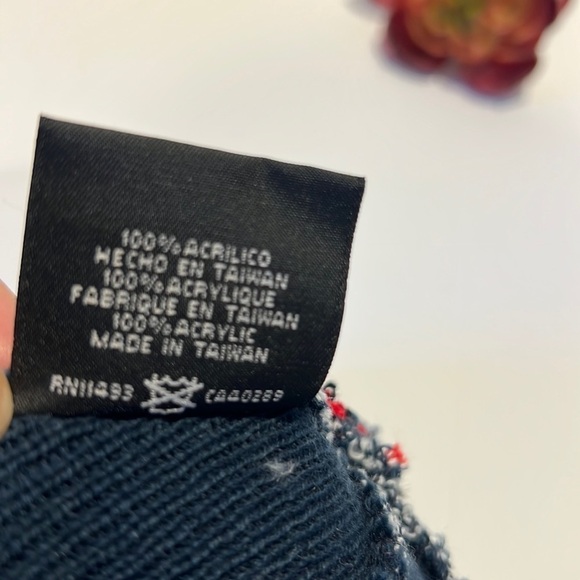 100% ACRILICO
HECHO EN TAIWAN
100% ACRYLIQUE
FABRIQUE EN TAIWAN
100% ACRYLIC
MADE IN TAIWAN
RN11493 CA40289